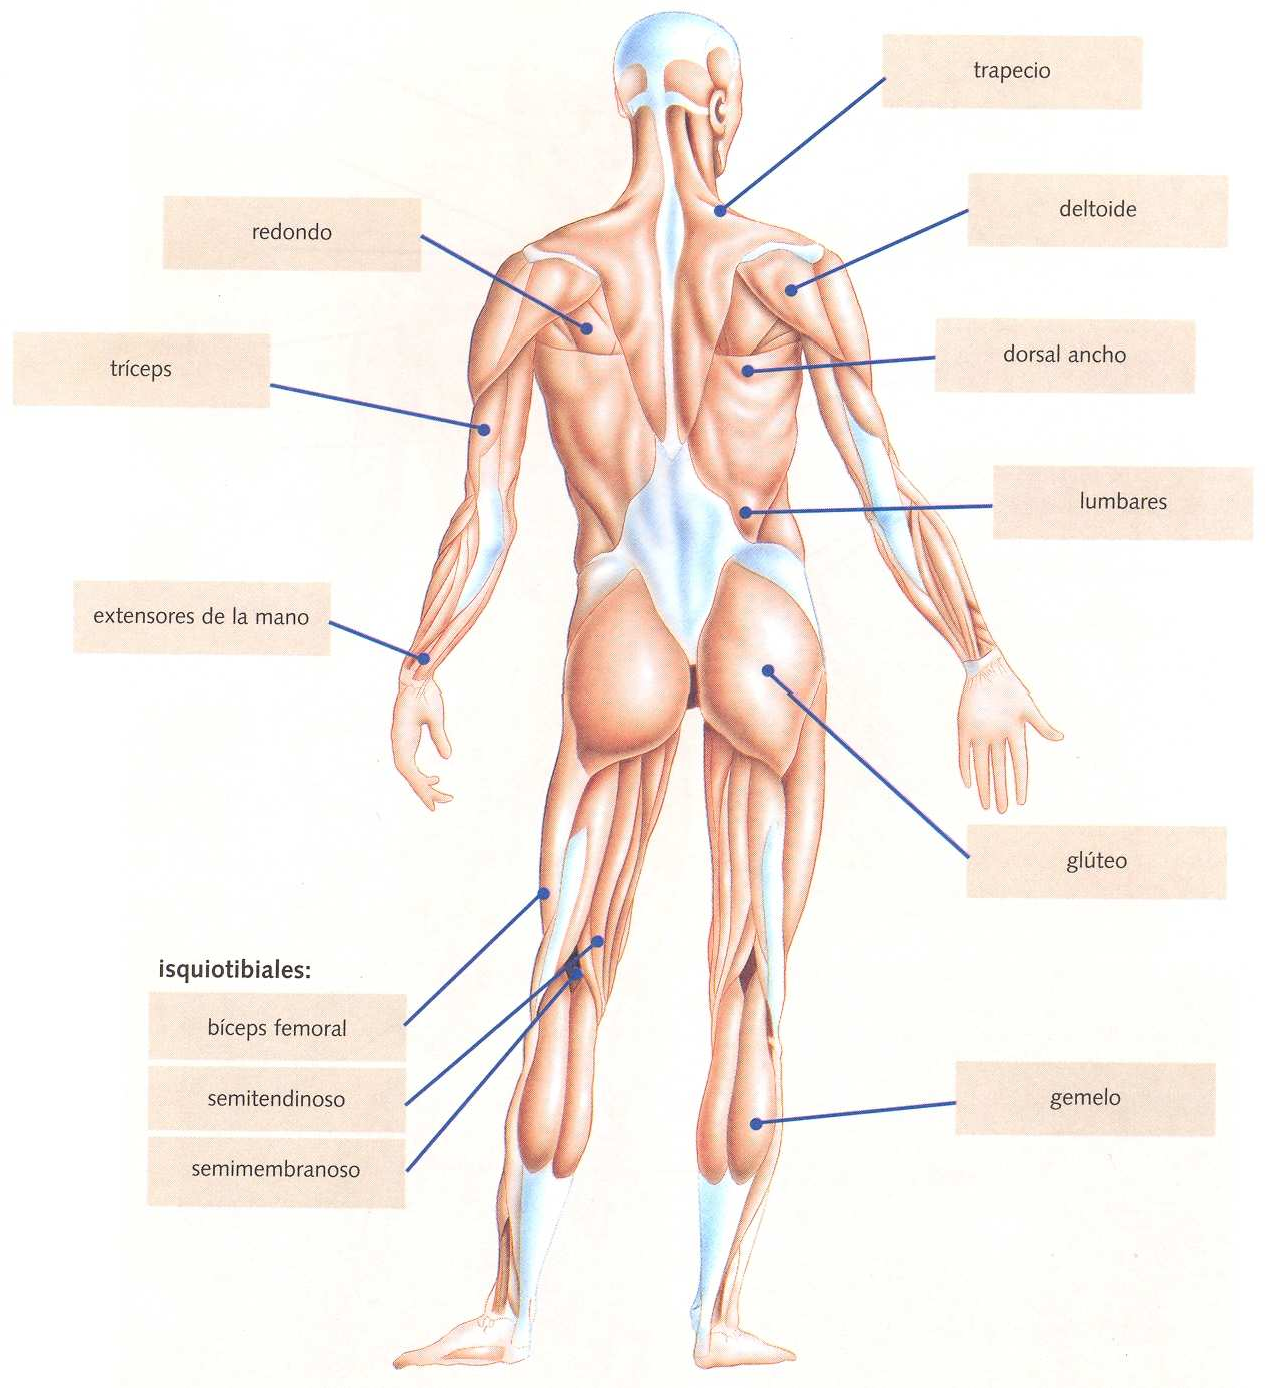 trapecio
deltoide
redondo
dorsal ancho
tríceps
lumbares
extensores de la mano
glúteo
isquiotibiales:
bíceps femoral
semitendinoso
semimembranoso
gemelo